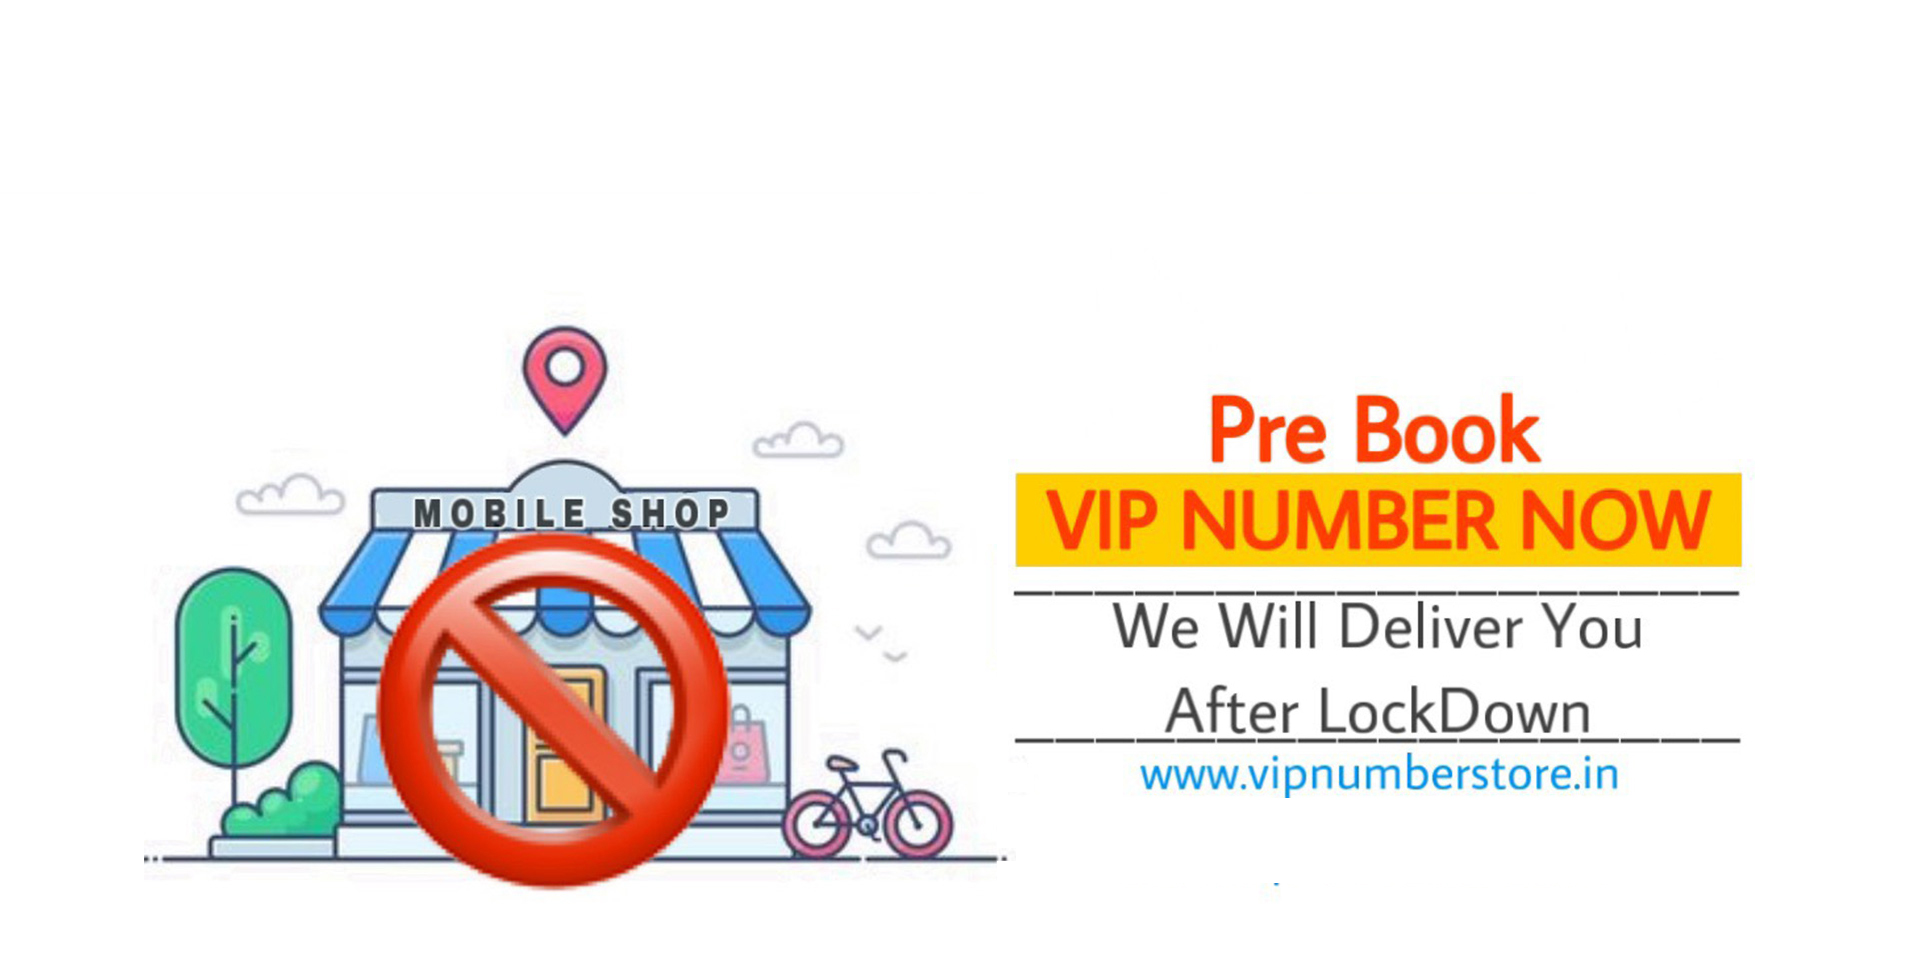 MOBILE SHOP
Pre Book
VIP NUMBER NOW
We Will Deliver You
After LockDown
www.vipnumberstore.in